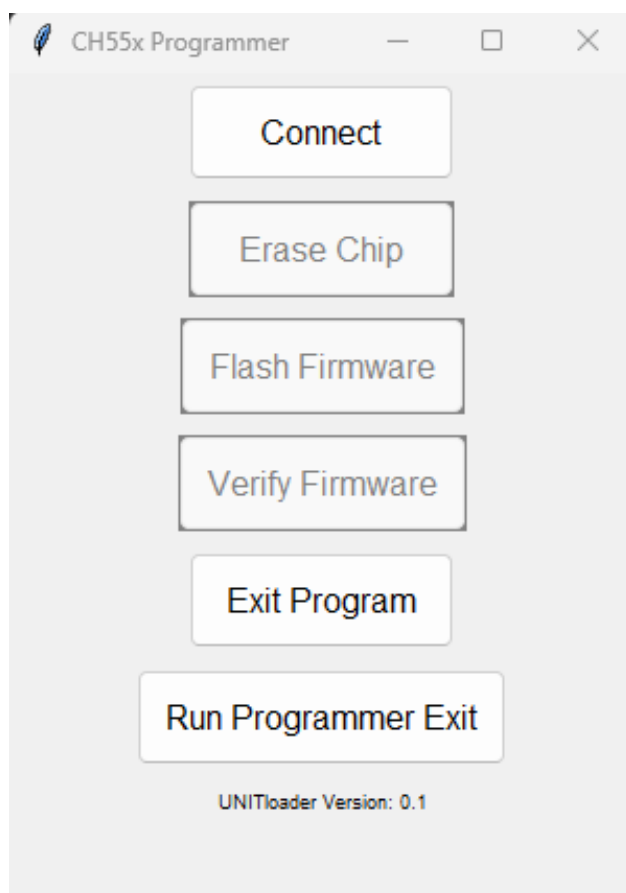 CH55x Programmer
Connect
Erase Chip
Flash Firmware
Verify Firmware
Exit Program
Run Programmer Exit
UNITloader Version: 0.1